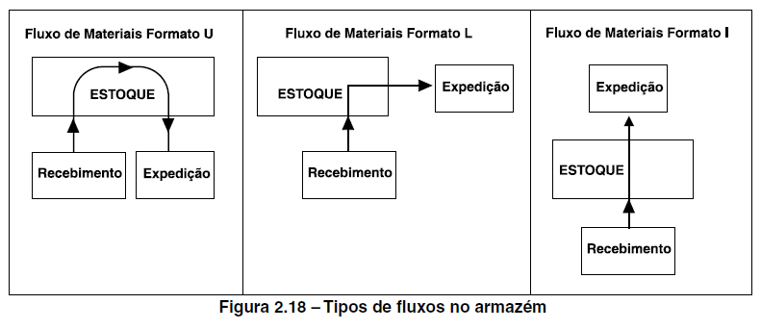 Fluxo de Materiais Formato U
ESTOQUE
Recebimento
Expedição
Fluxo de Materiais Formato L
ESTOQUE
Expedição
Recebimento
Fluxo de Materiais Formato I
Expedição
ESTOQUE
Recebimento
Figura 2.18 – Tipos de fluxos no armazém